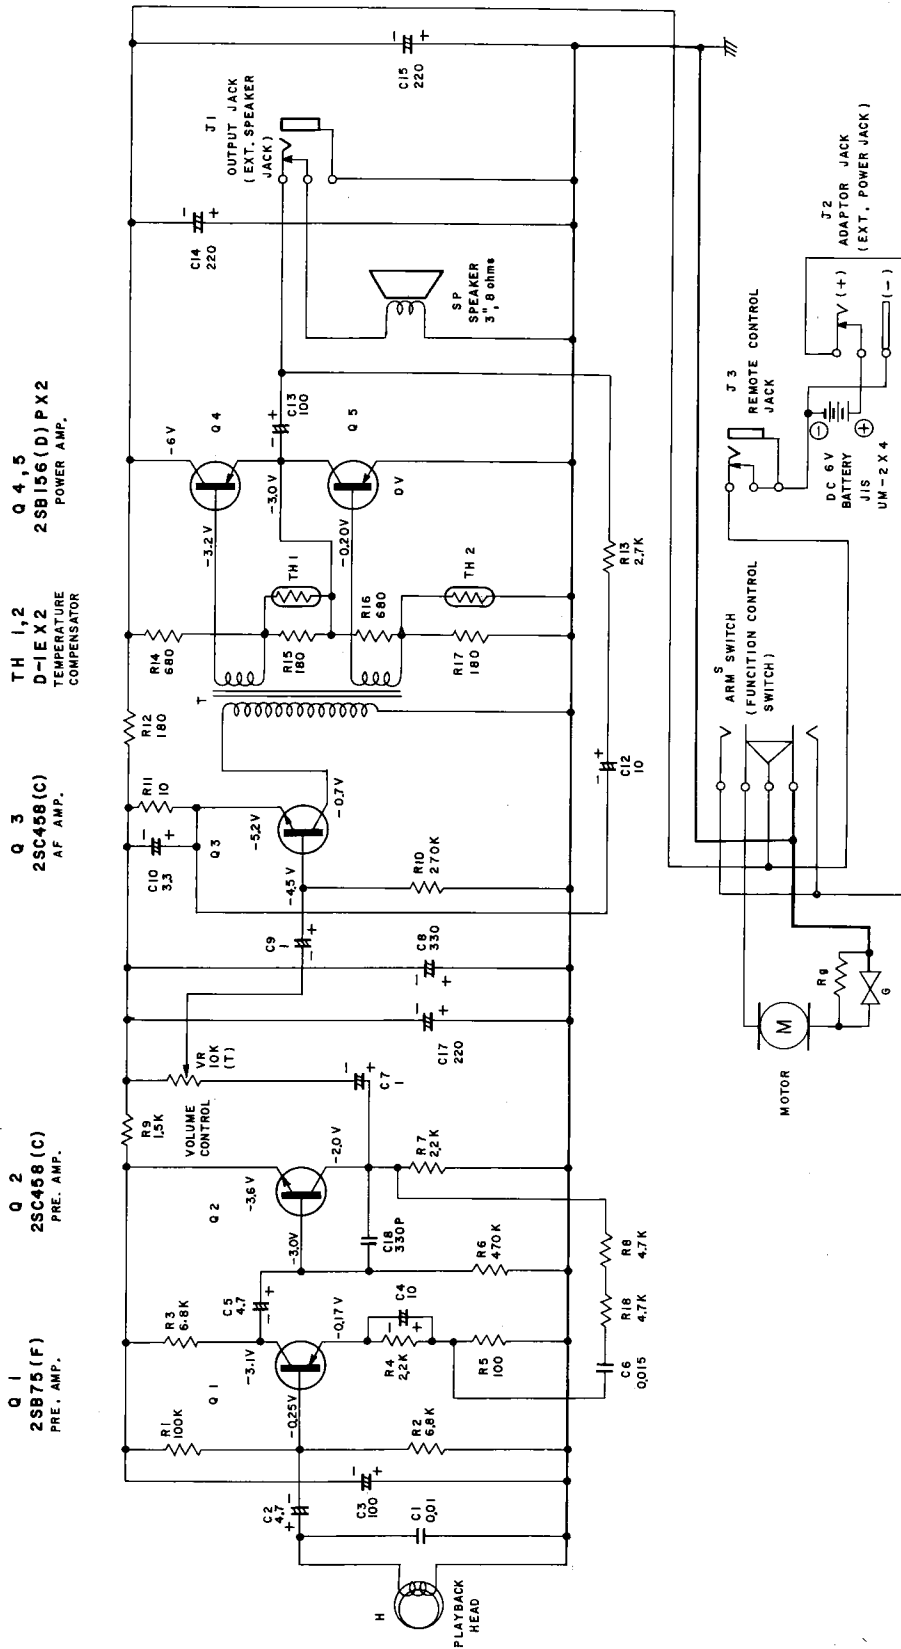 Q 1
2SB75(F)
PRE. AMP.
Q 2
2SC458(C)
PRE. AMP.
Q 3
2SC458(C)
AF AMP.
TH 1,2
D-1E X 2
TEMPERATURE
COMPENSATOR
Q 4,5
2SB156(D)PX2
POWER AMP.
R1
100K
R3
6.8K
R9
1.5K
VR
10K
(T)
VOLUME
CONTROL
C10
3.3
R11
10
R12
180
R14
680
-6V
C14
220
C15
220
Q 1
-3.1V
C5
4.7
Q 2
-3.6V
Q3
-5.2V
T
-3.2V
Q 4
J1
OUTPUT JACK
(EXT. SPEAKER
JACK)
C2
4.7
-0.25V
-0.17V
-3.0V
-2.0V
C7
1
C9
1
-4.5V
-0.7V
R15
180
TH1
-3.0V
C13
100
C3
100
R4
2.2K
C4
10
C18
330P
R16
680
-0.20V
Q 5
C1
0.01
R2
6.8K
R5
100
R6
470K
R7
2.2K
C17
220
C8
330
R10
270K
R17
180
TH2
0V
SP
SPEAKER
3", 8 ohms
H
PLAYBACK
HEAD
C6
0.015
R18
4.7K
R8
4.7K
C12
10
R13
2.7K
MOTOR
M
Rg
G
S
ARM SWITCH
(FUNCITION CONTROL
SWITCH)
J3
REMOTE CONTROL
JACK
DC 6V
BATTERY
JIS
UM-2 X 4
J2
ADAPTOR JACK
(EXT. POWER JACK)
(+)
(-)